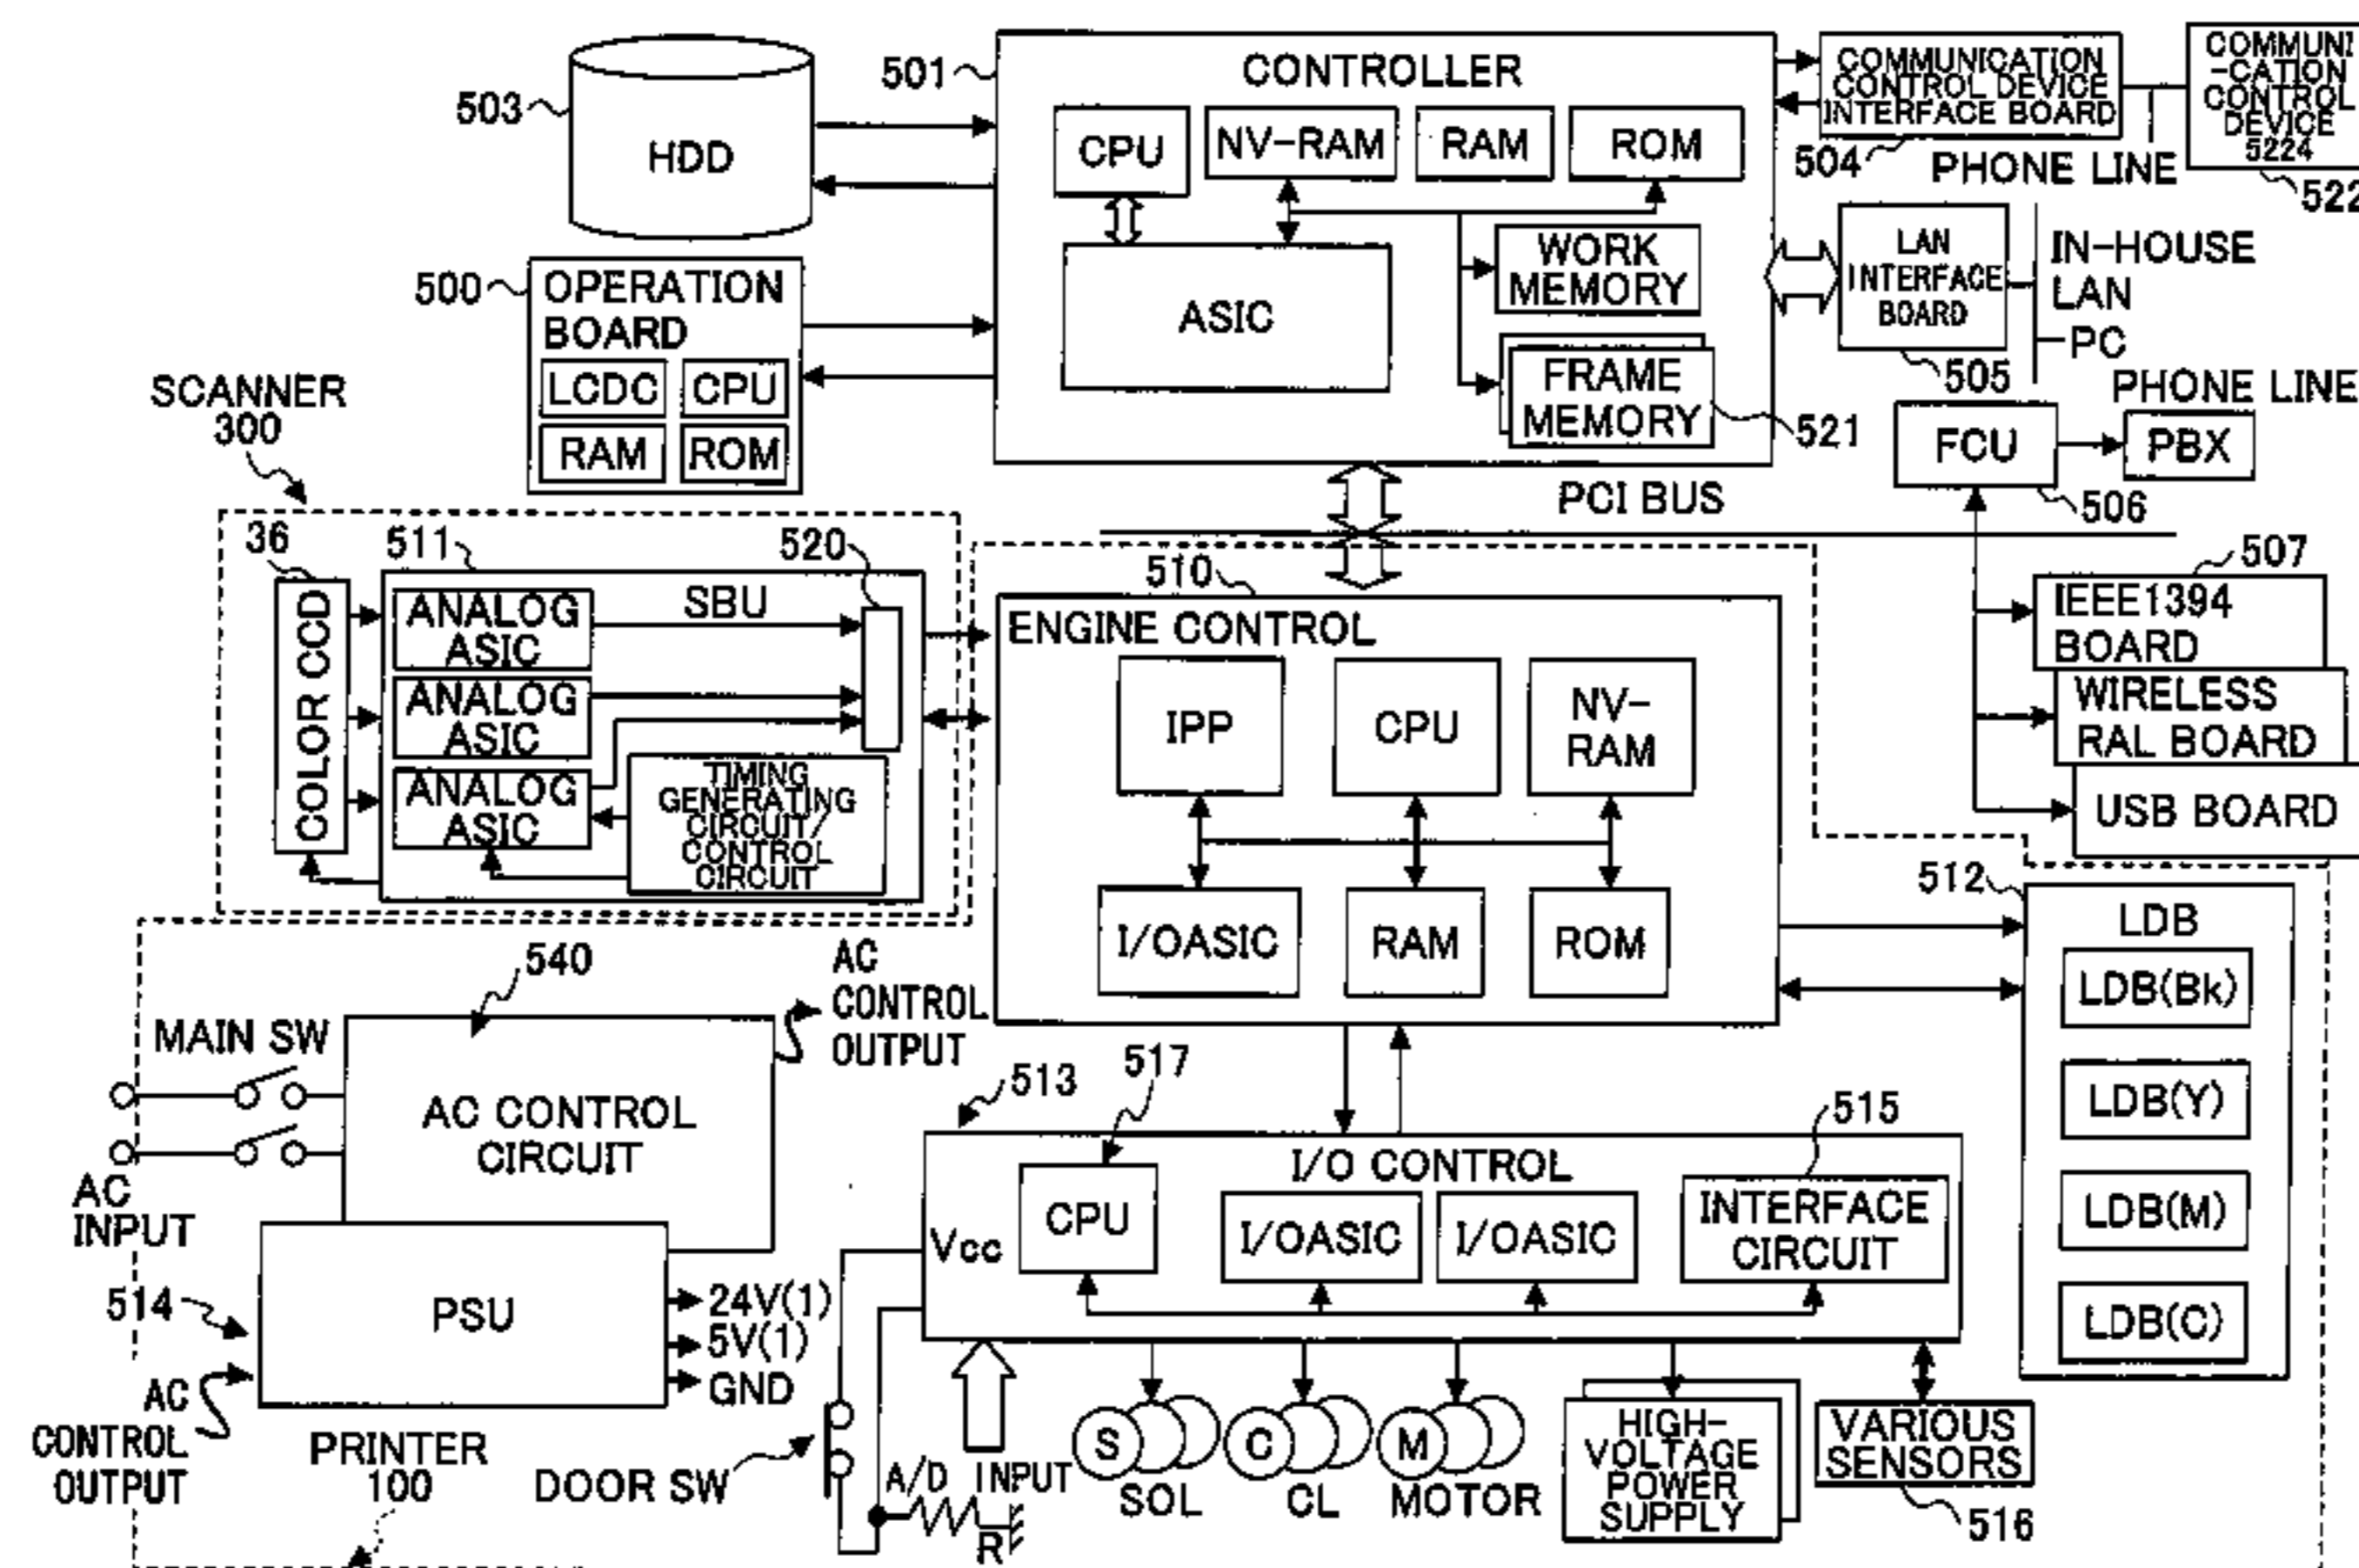 503
HDD
501
CONTROLLER
CPU
NV-RAM
RAM
ROM
ASIC
WORK
MEMORY
FRAME
MEMORY
521
COMMUNICATION
CONTROL DEVICE
INTERFACE BOARD
504
PHONE LINE
COMMUNI
-CATION
CONTROL
DEVICE
5224
522
500
OPERATION
BOARD
LCDC
CPU
RAM
ROM
LAN
INTERFACE
BOARD
505
IN-HOUSE
LAN
PC
PHONE LINE
FCU
PBX
506
PCI BUS
SCANNER
300
36
COLOR CCD
511
SBU
520
ANALOG
ASIC
ANALOG
ASIC
ANALOG
ASIC
TIMING
GENERATING
CIRCUIT/
CONTROL
CIRCUIT
510
ENGINE CONTROL
IPP
CPU
NV-
RAM
I/OASIC
RAM
ROM
507
IEEE1394
BOARD
WIRELESS
RAL BOARD
USB BOARD
512
LDB
LDB(Bk)
LDB(Y)
LDB(M)
LDB(C)
540
AC
CONTROL
OUTPUT
MAIN SW
AC CONTROL
CIRCUIT
AC
INPUT
514
PSU
24V(1)
5V(1)
GND
AC
CONTROL
OUTPUT
PRINTER
100
513
517
515
I/O CONTROL
Vcc
CPU
I/OASIC
I/OASIC
INTERFACE
CIRCUIT
DOOR SW
A/D
INPUT
R
S
SOL
C
CL
M
MOTOR
HIGH-
VOLTAGE
POWER
SUPPLY
VARIOUS
SENSORS
516